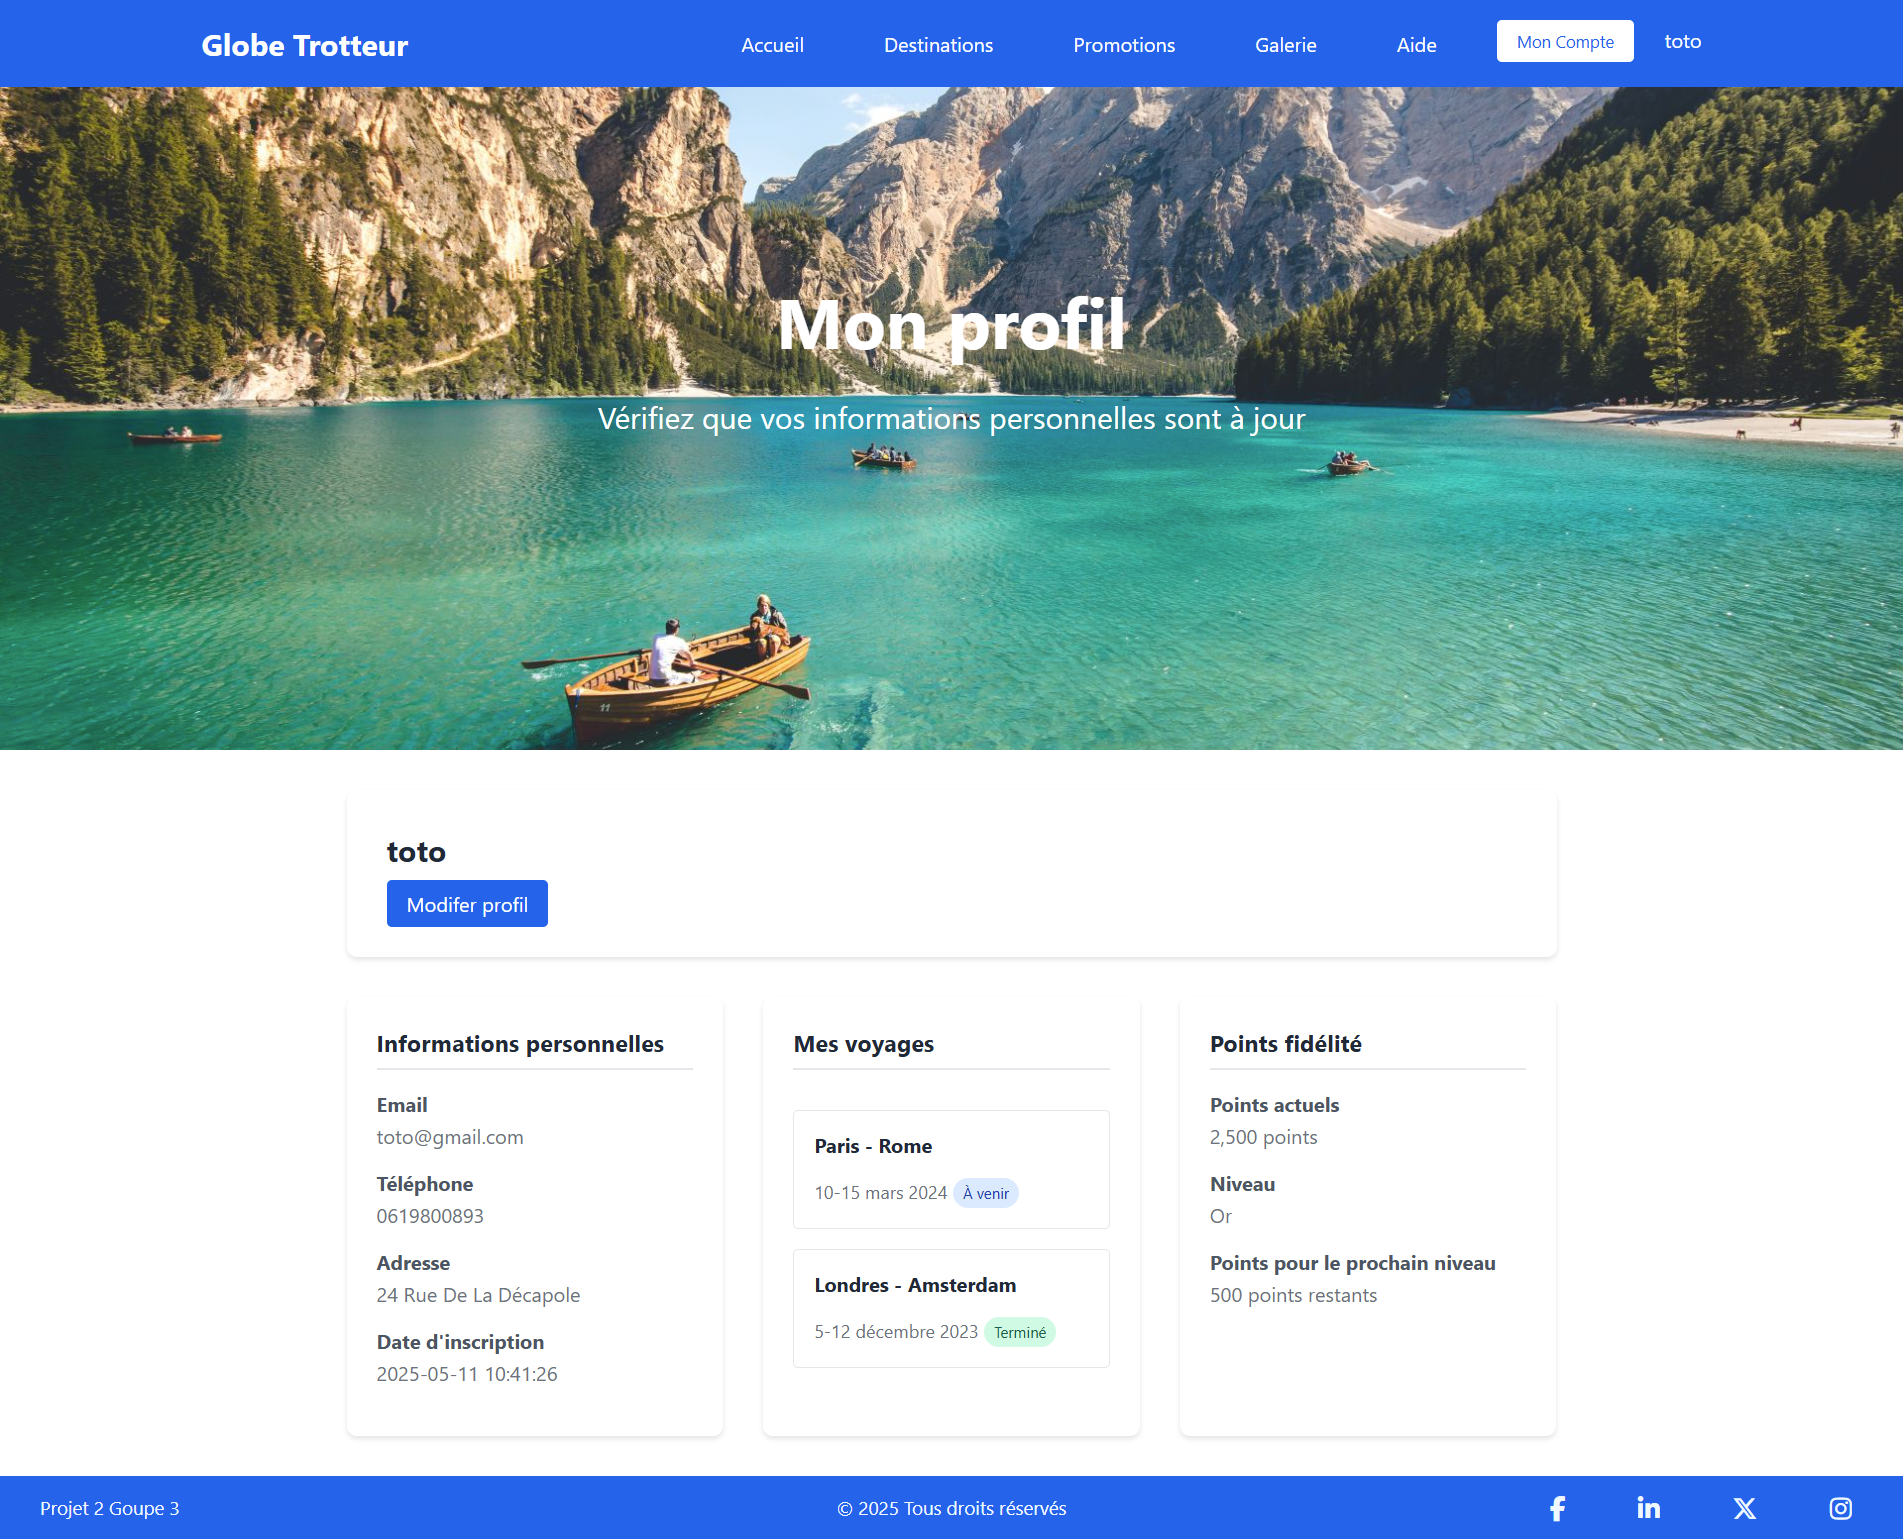 Globe Trotteur
Accueil
Destinations
Promotions
Galerie
Aide
Mon Compte
toto
Mon profil
Vérifiez que vos informations personnelles sont à jour
toto
Modifer profil
Informations personnelles
Email
toto@gmail.com
Téléphone
0619800893
Adresse
24 Rue De La Décapole
Date d'inscription
2025-05-11 10:41:26
Mes voyages
Paris - Rome
10-15 mars 2024 À venir
Londres - Amsterdam
5-12 décembre 2023 Terminé
Points fidélité
Points actuels
2,500 points
Niveau
Or
Points pour le prochain niveau
500 points restants
Projet 2 Goupe 3
© 2025 Tous droits réservés